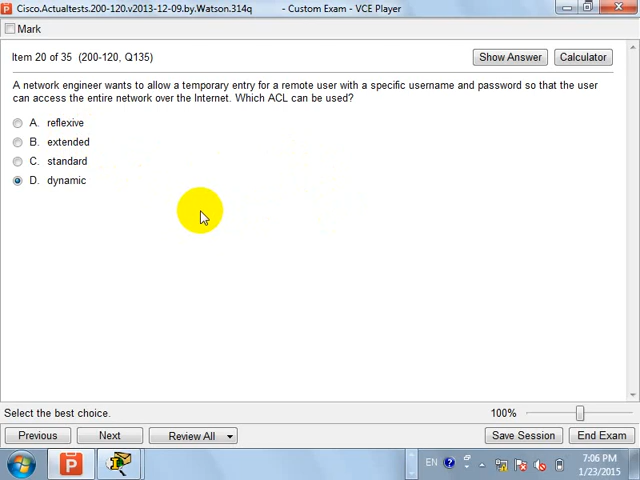 Cisco.Actualtests.200-120.v2013-12-09.by.Watson.314q - Custom Exam - VCE Player
Mark
Item 20 of 35 (200-120, Q135)
Show Answer
Calculator
A network engineer wants to allow a temporary entry for a remote user with a specific username and password so that the user
can access the entire network over the Internet. Which ACL can be used?
A. reflexive
B. extended
C. standard
D. dynamic
Select the best choice.
100%
Previous
Next
Review All
Save Session
End Exam
EN
7:06 PM
1/23/2015